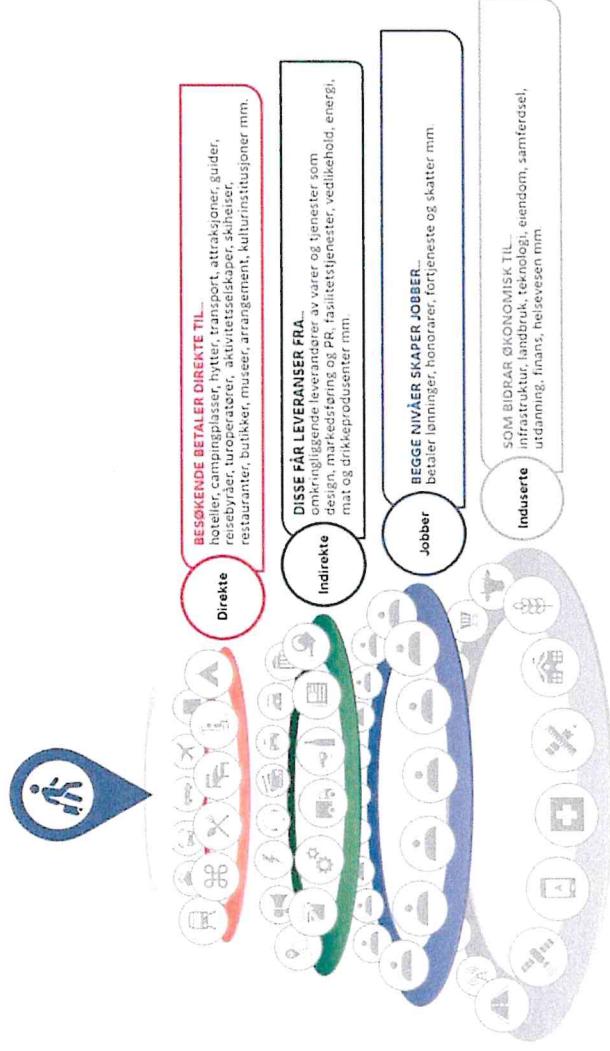 Direkte
BESØKENDE BETALER DIREKTE TIL...
hoteller, campingplasser, hytter, transport, attraksjoner, guider,
reisebyråer, turoperatører, aktivitetsselskaper, skiheiser,
restauranter, butikker, museer, arrangement, kulturinstitusjoner mm.
Indirekte
DISSE FÅR LEVERANSER FRA...
omkringliggende leverandører av varer og tjenester som
design, markedsføring og PR, fasilitetstjenester, vedlikehold, energi,
mat og drikkeprodusenter mm.
Jobber
BEGGE NIVÅER SKAPER JOBBER...
betaler lønninger, honorarer, fortjeneste og skatter mm.
Induserte
SOM BIDRAR ØKONOMISK TIL...
infrastruktur, landbruk, teknologi, eiendom, samferdsel,
utdanning, finans, helsevesen mm.